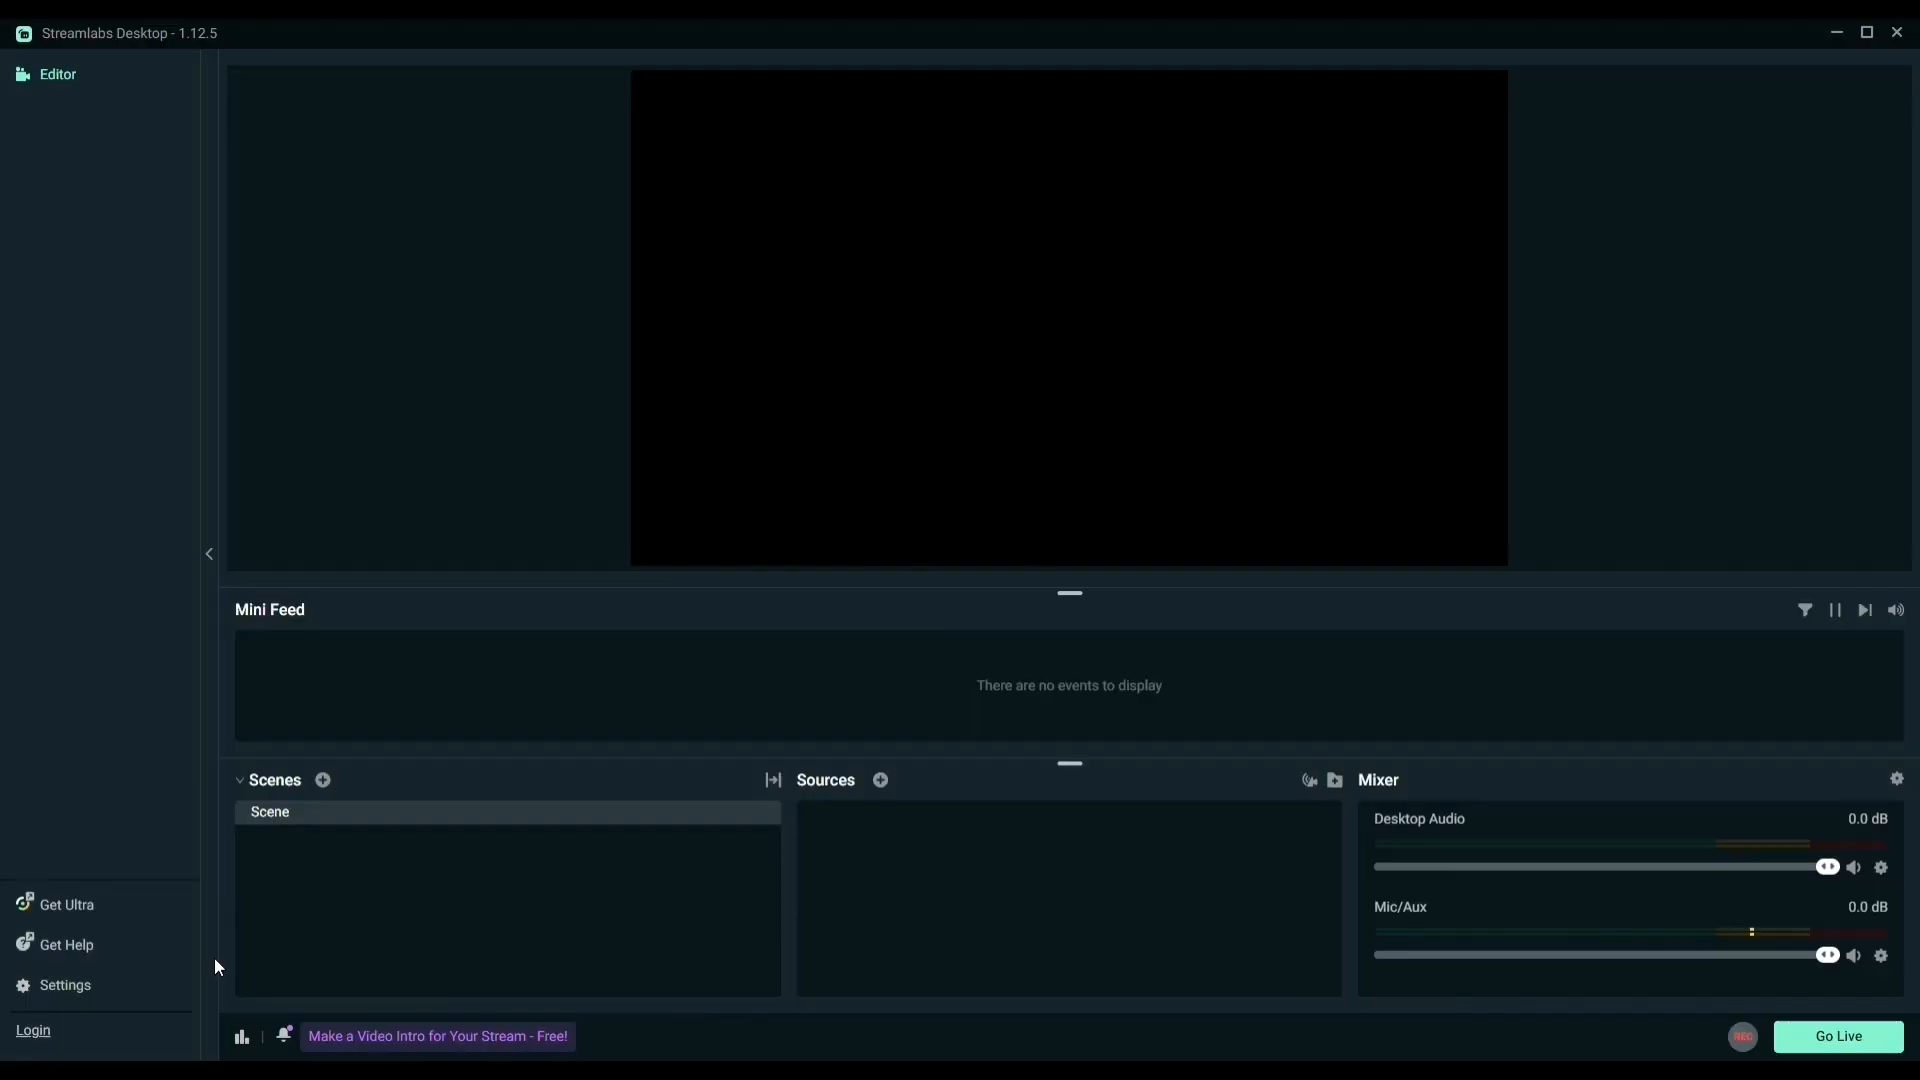 Streamlabs Desktop - 1.12.5
Editor
Mini Feed
There are no events to display
Scenes
Sources
Mixer
Scene
Desktop Audio
0.0 dB
Mic/Aux
0.0 dB
Get Ultra
Get Help
Settings
Login
Make a Video Intro for Your Stream - Free!
REC
Go Live